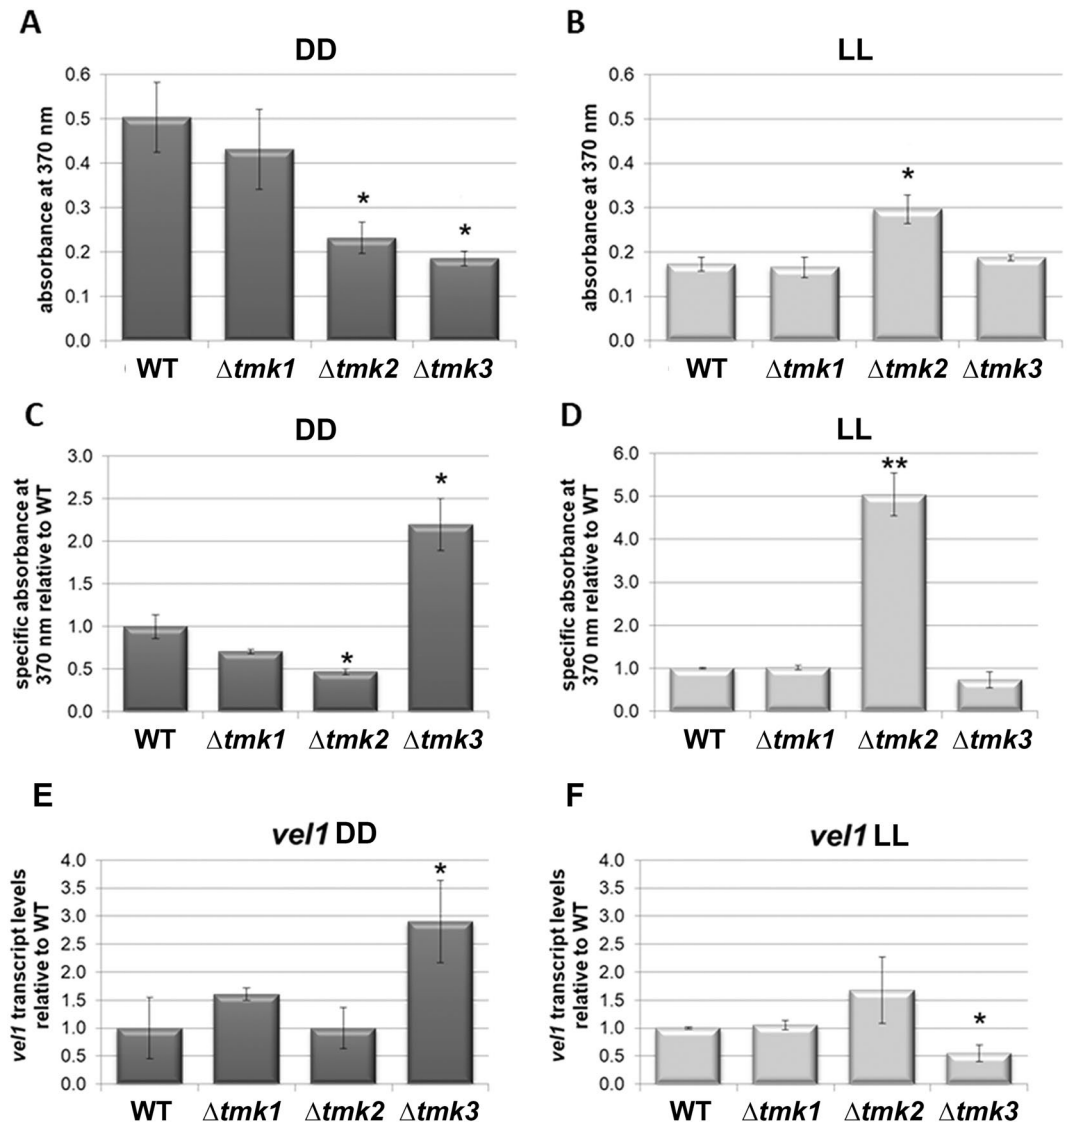 A
DD
absorbance at 370 nm
0.6
0.5
0.4
0.3
0.2
0.1
0.0
*
*
WT Δtmk1 Δtmk2 Δtmk3
B
LL
absorbance at 370 nm
0.6
0.5
0.4
0.3
0.2
0.1
0.0
*
WT Δtmk1 Δtmk2 Δtmk3
C
DD
specific absorbance at
370 nm relative to WT
3.0
2.5
2.0
1.5
1.0
0.5
0.0
*
*
WT Δtmk1 Δtmk2 Δtmk3
D
LL
specific absorbance at
370 nm relative to WT
6.0
5.0
4.0
3.0
2.0
1.0
0.0
**
WT Δtmk1 Δtmk2 Δtmk3
E
vel1 DD
vel1 transcript levels
relative to WT
4.0
3.5
3.0
2.5
2.0
1.5
1.0
0.5
0.0
*
WT Δtmk1 Δtmk2 Δtmk3
F
vel1 LL
vel1 transcript levels
relative to WT
4.0
3.5
3.0
2.5
2.0
1.5
1.0
0.5
0.0
*
WT Δtmk1 Δtmk2 Δtmk3